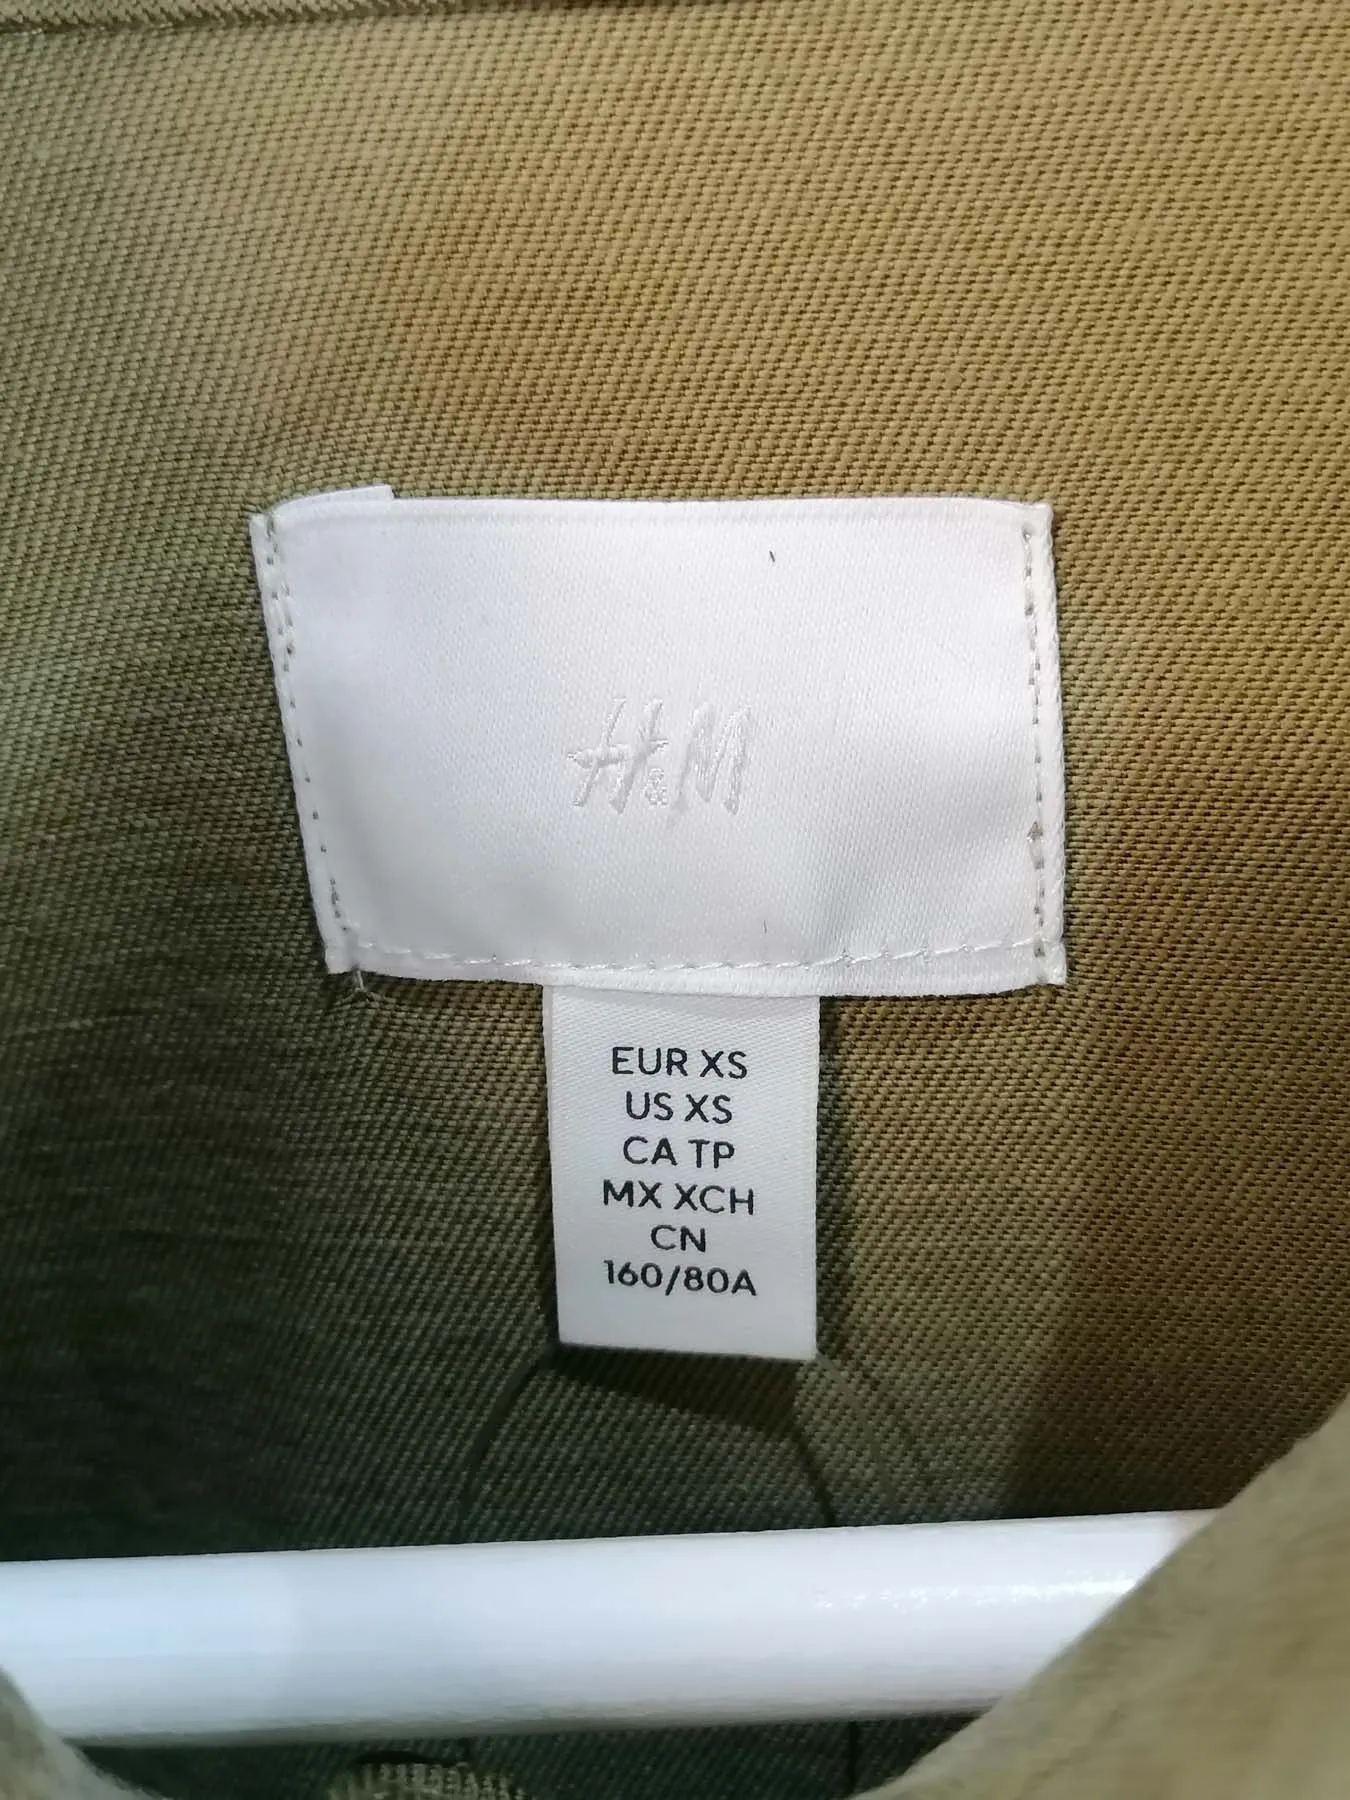 H&M
EUR XS
US XS
CA TP
MX XCH
CN
160/80A